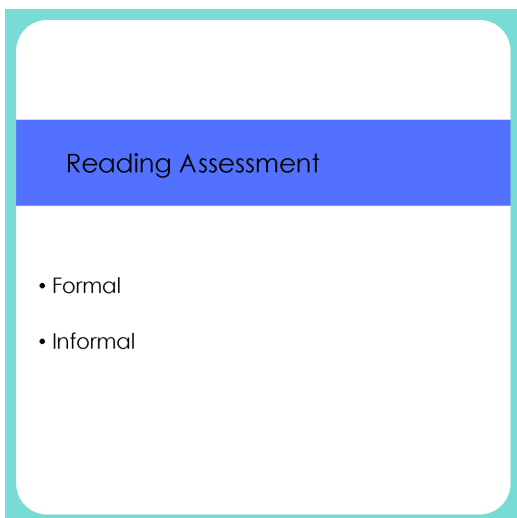 Reading Assessment
• Formal
• Informal